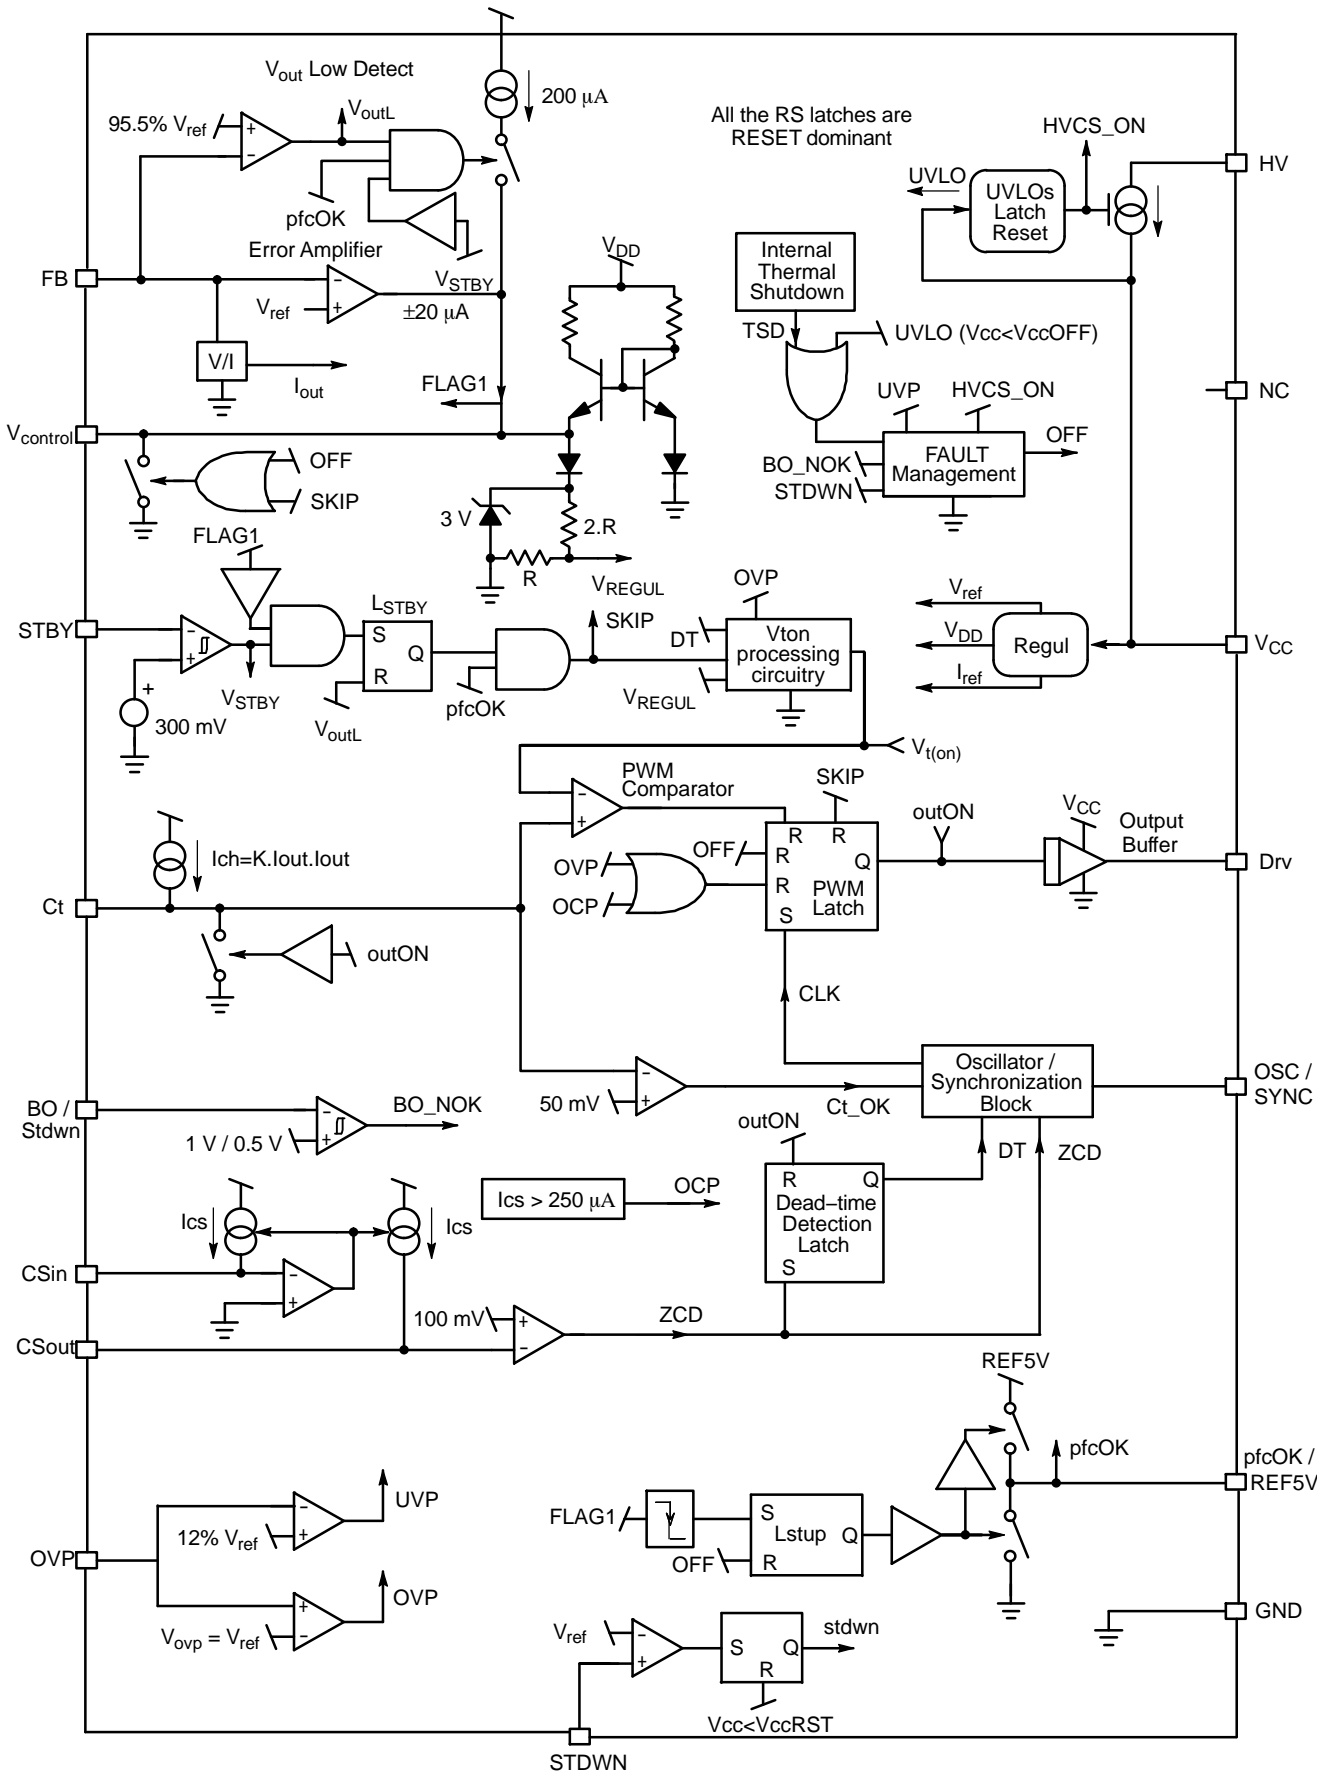 Vout Low Detect
200 μA
VoutL
95.5% Vref
+
−
pfcOK
All the RS latches are
RESET dominant
HVCS_ON
HV
UVLO
UVLOs
Latch
Reset
Error Amplifier
FB
−
+
Vref
VSTBY
±20 μA
VDD
V/I
Iout
FLAG1
Internal
Thermal
Shutdown
TSD
UVLO (Vcc<VccOFF)
NC
UVP
HVCS_ON
OFF
FAULT
Management
BO_NOK
STDWN
Vcontrol
OFF
SKIP
3 V
2.R
R
VREGUL
FLAG1
STBY
−
+
+
300 mV
VSTBY
LSTBY
S
Q
R
VoutL
pfcOK
SKIP
OVP
DT
Vton
processing
circuitry
VREGUL
Vref
VDD
Iref
Regul
VCC
Vt(on)
PWM
Comparator
−
+
SKIP
outON
VCC
Output
Buffer
R
R
OFF
R
Q
OVP
R
PWM
Latch
OCP
S
Drv
Ich=K.Iout.Iout
Ct
outON
CLK
−
+
50 mV
Ct_OK
Oscillator /
Synchronization
Block
OSC /
SYNC
BO /
Stdwn
−
+
1 V / 0.5 V
BO_NOK
outON
DT
ZCD
R
Q
Dead−time
Detection
Latch
S
Ics > 250 μA
OCP
Ics
Ics
CSin
−
+
CSout
100 mV
+
−
ZCD
REF5V
pfcOK
pfcOK /
REF5V
UVP
−
+
12% Vref
OVP
+
−
Vovp = Vref
OVP
FLAG1
S
Lstup
Q
OFF
R
GND
Vref
−
+
S
Q
R
stdwn
Vcc<VccRST
STDWN